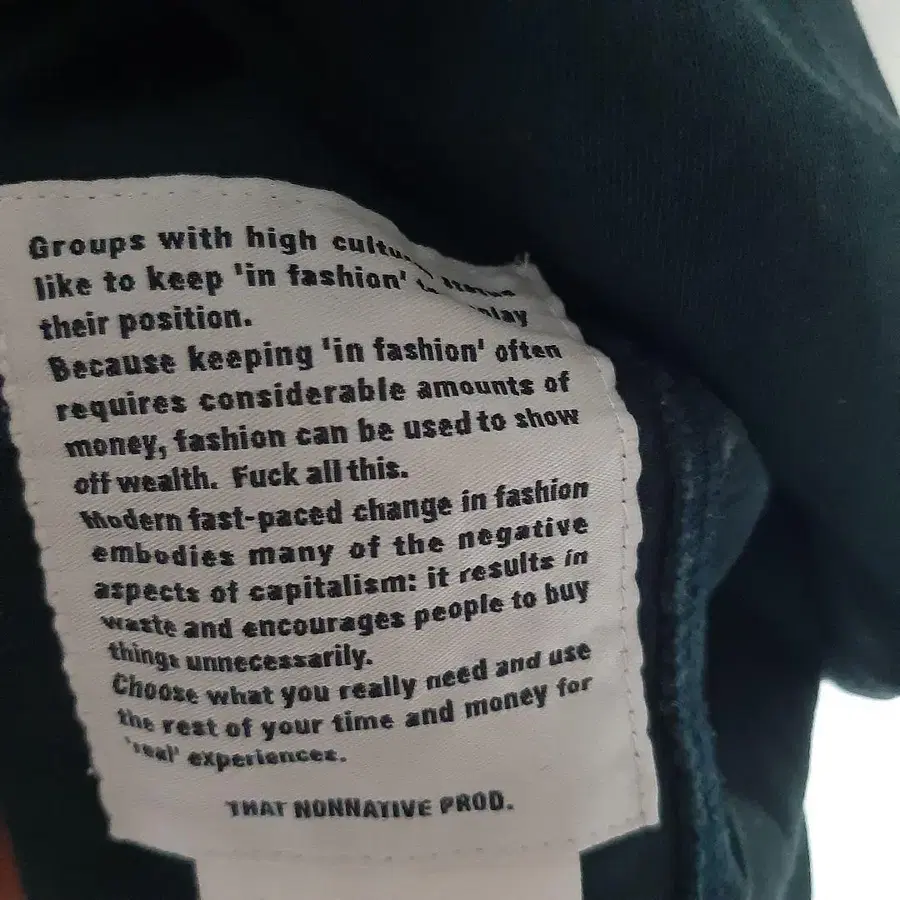 Groups with high
like to keep 'in fashion'
their position.
Because keeping 'in fashion' often
requires considerable amounts of
money, fashion can be used to show
off wealth. Fuck all this.
Modern fast-paced change in fashion
embodies many of the negative
aspects of capitalism: it results in
waste and encourages people to buy
things unnecessarily.
Choose what you really need and use
the rest of your time and money for
'real' experiences.
THAT NONNATIVE PROD.